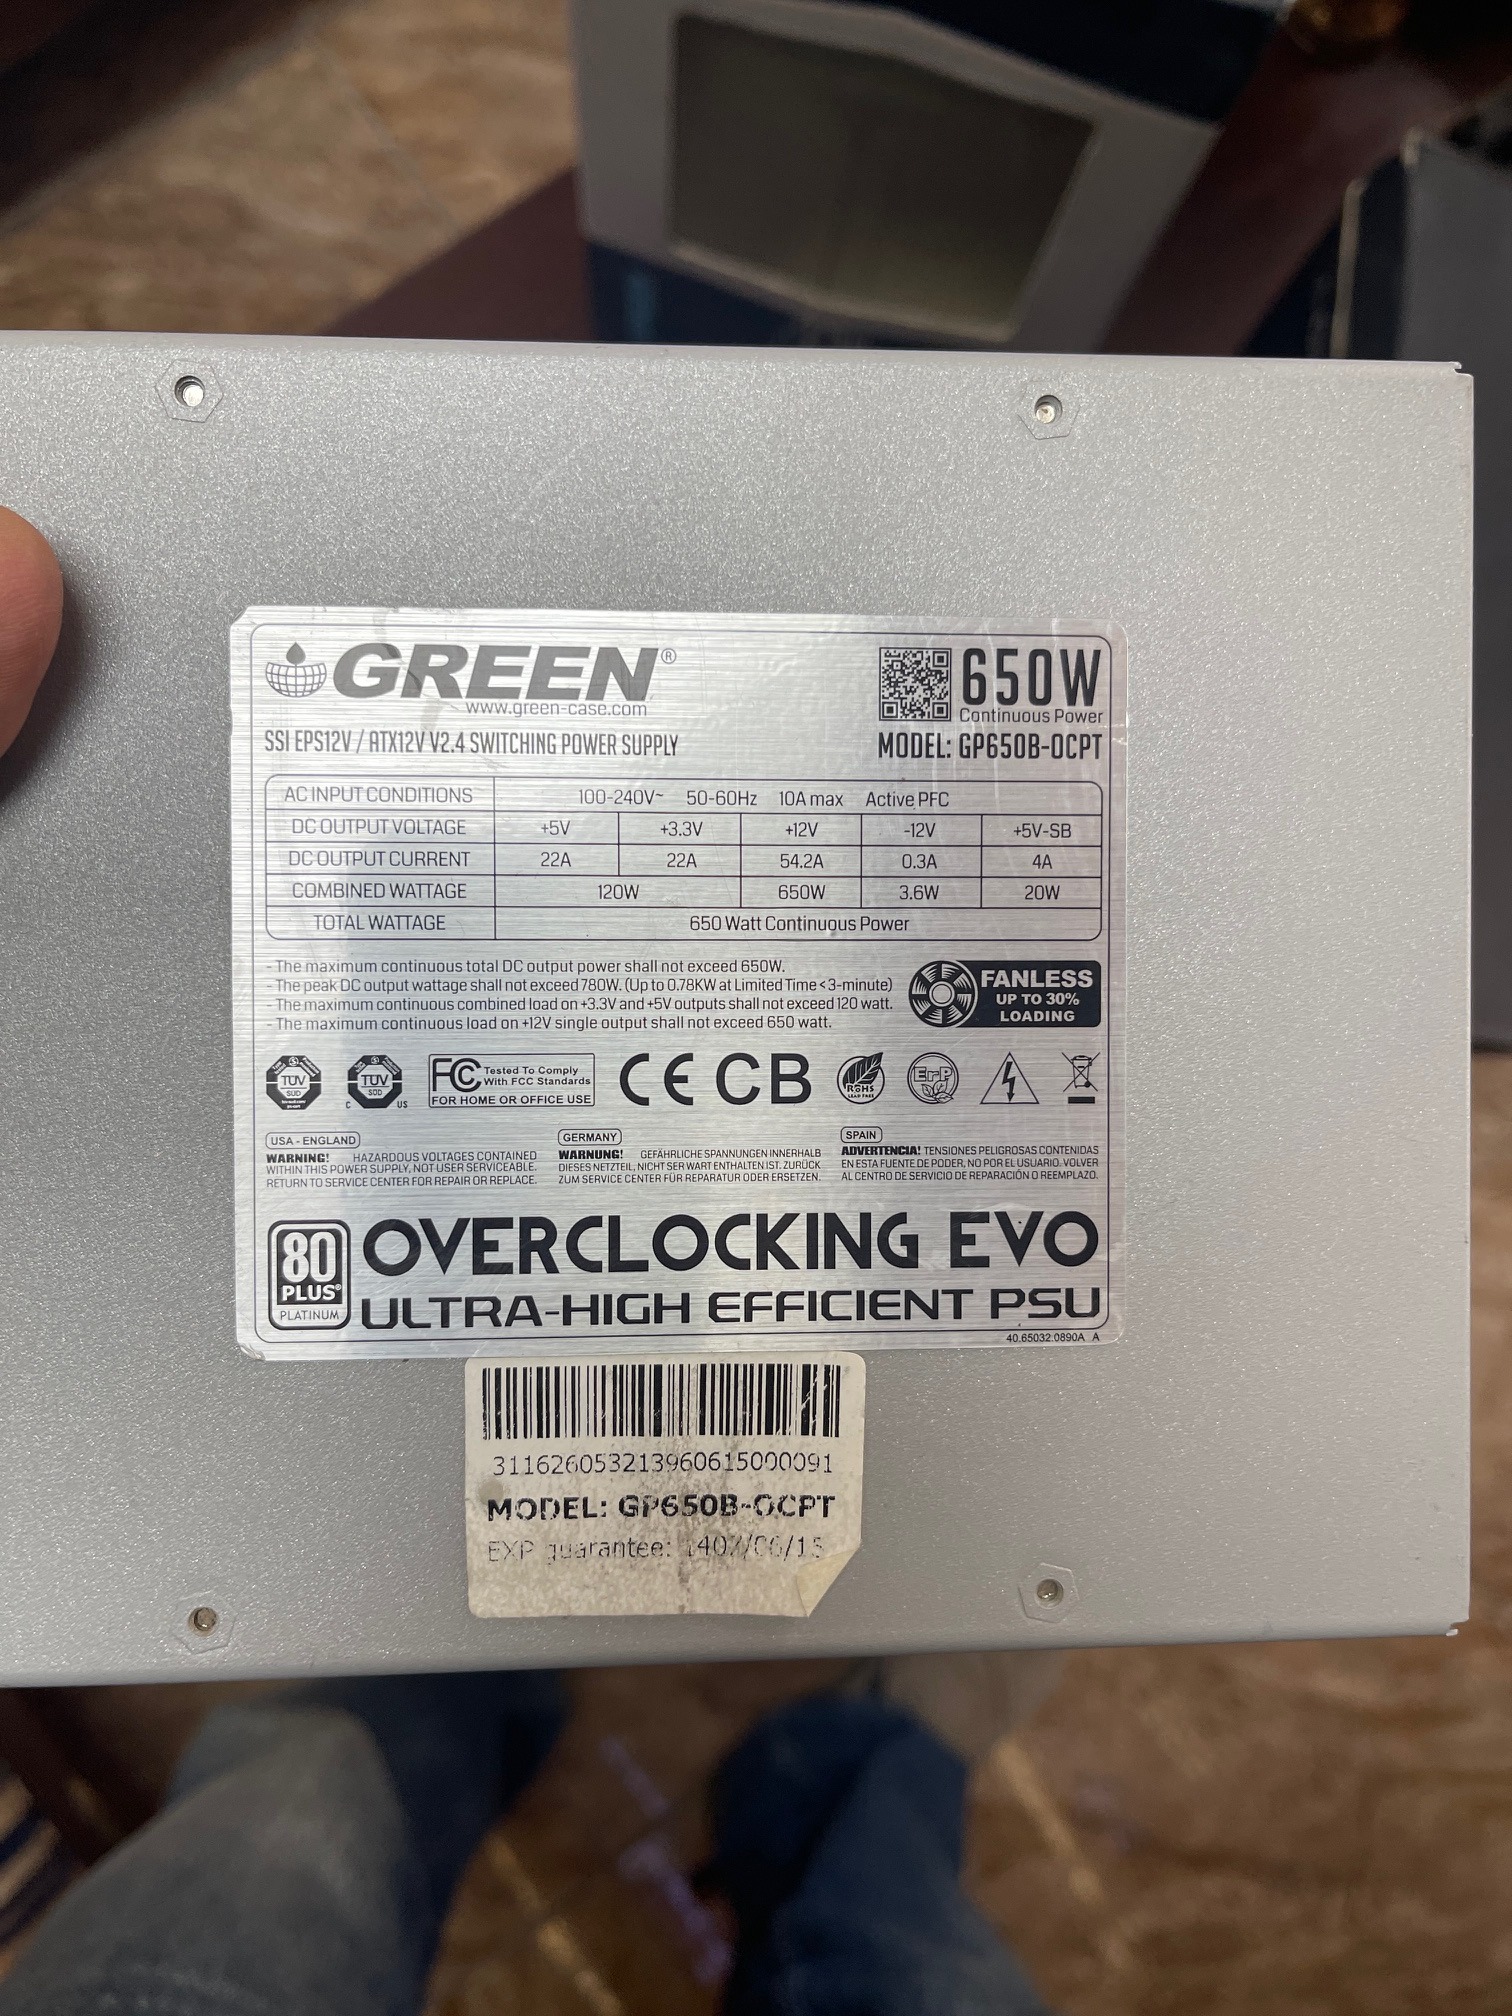 GREEN®
www.green-case.com
650W
Continuous Power
SSI EPS12V / ATX12V V2.4 SWITCHING POWER SUPPLY
MODEL: GP650B-OCPT
AC INPUT CONDITIONS 100-240V~ 50-60Hz 10A max Active PFC
DC OUTPUT VOLTAGE +5V +3.3V +12V -12V +5V-SB
DC OUTPUT CURRENT 22A 22A 54.2A 0.3A 4A
COMBINED WATTAGE 120W 650W 3.6W 20W
TOTAL WATTAGE 650 Watt Continuous Power
- The maximum continuous total DC output power shall not exceed 650W.
- The peak DC output wattage shall not exceed 780W. (Up to 0.78KW at Limited Time < 3-minute)
- The maximum continuous combined load on +3.3V and +5V outputs shall not exceed 120 watt.
- The maximum continuous load on +12V single output shall not exceed 650 watt.
FANLESS
UP TO 30%
LOADING
TUV
SUD
TUV
SUD
C US
FC Tested To Comply
With FCC Standards
FOR HOME OR OFFICE USE
CE CB
RoHS
LEAD FREE
ErP
USA - ENGLAND
WARNING! HAZARDOUS VOLTAGES CONTAINED
WITHIN THIS POWER SUPPLY, NOT USER SERVICEABLE.
RETURN TO SERVICE CENTER FOR REPAIR OR REPLACE.
GERMANY
WARNUNG! GEFÄHRLICHE SPANNUNGEN INNERHALB
DIESES NETZTEIL, NICHT SER WART ENTHALTEN IST. ZURÜCK
ZUM SERVICE CENTER FÜR REPARATUR ODER ERSETZEN.
SPAIN
ADVERTENCIA! TENSIONES PELIGROSAS CONTENIDAS
EN ESTA FUENTE DE PODER, NO POR EL USUARIO. VOLVER
AL CENTRO DE SERVICIO DE REPARACIÓN O REEMPLAZO.
80
PLUS®
PLATINUM
OVERCLOCKING EVO
ULTRA-HIGH EFFICIENT PSU
40.65032.0890A A
311626053213960615000091
MODEL: GP650B-OCPT
EXP guarantee: